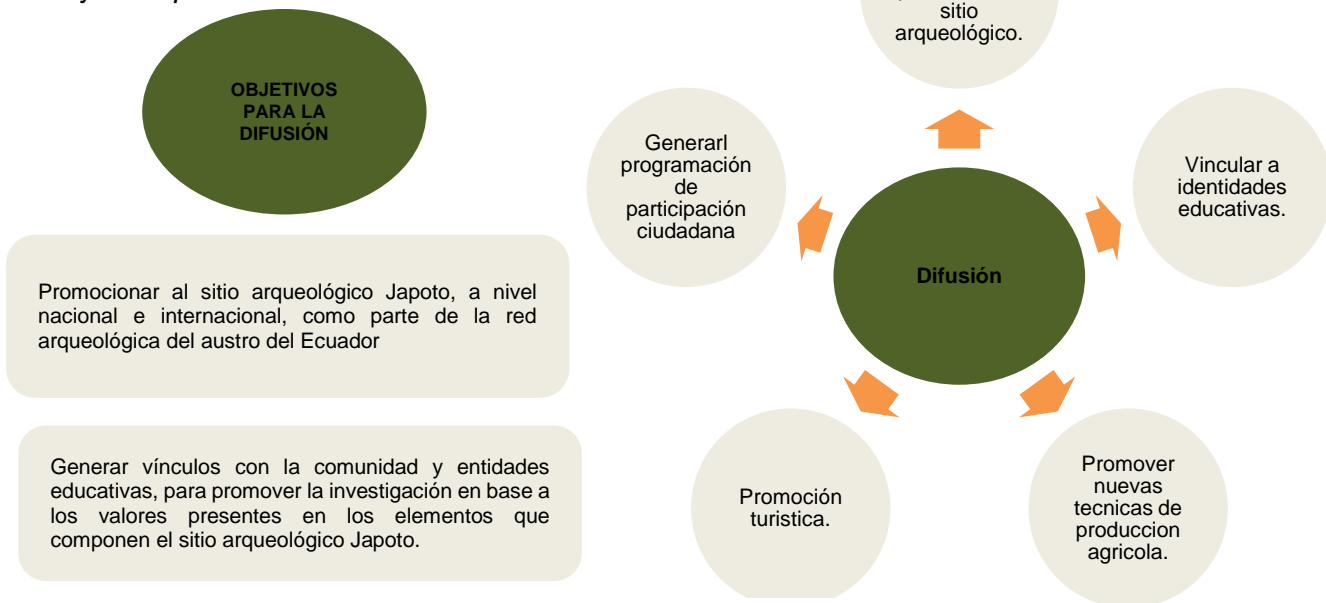 OBJETIVOS
PARA LA
DIFUSIÓN
Promocionar al sitio arqueológico Japoto, a nivel
nacional e internacional, como parte de la red
arqueológica del austro del Ecuador
Generar vínculos con la comunidad y entidades
educativas, para promover la investigación en base a
los valores presentes en los elementos que
componen el sitio arqueológico Japoto.
sitio
arqueológico.
Generarl
programación
de
participación
ciudadana
Vincular a
identidades
educativas.
Difusión
Promoción
turistica.
Promover
nuevas
tecnicas de
produccion
agricola.